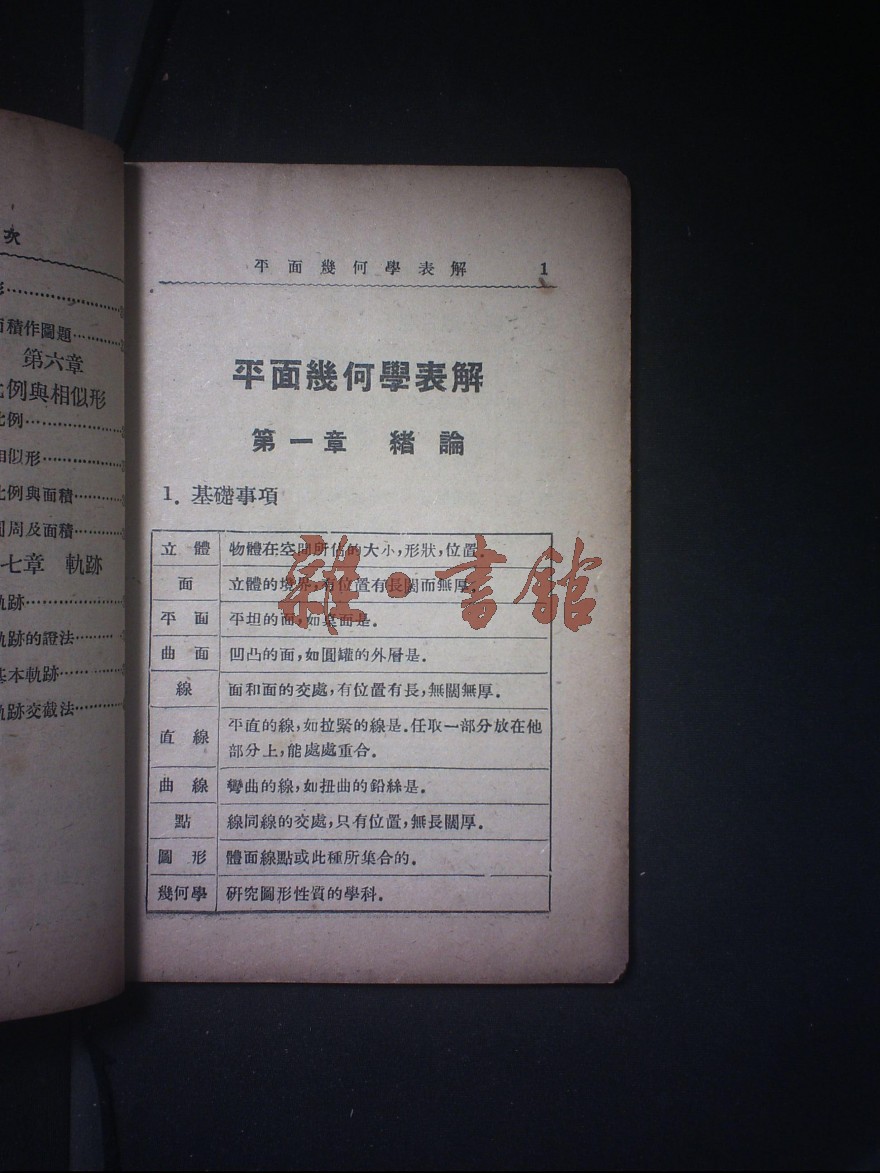 次
形
面積作圖題
第六章
比例與相似形
比例
相似形
比例與面積
圓周及面積
七章 軌跡
軌跡
軌跡的證法
基本軌跡
軌跡交截法
平面幾何學表解 1
平面幾何學表解
第一章 緒論
1. 基礎事項
立體 物體在空間所佔的大小,形狀,位置.
面 立體的境界,有位置有長闊而無厚.
平面 平坦的面,如桌面是.
曲面 凹凸的面,如圓罐的外層是.
線 面和面的交處,有位置有長,無闊無厚.
直線 平直的線,如拉緊的線是.任取一部分放在他
部分上,能處處重合.
曲線 彎曲的線,如扭曲的鉛絲是.
點 線同線的交處,只有位置,無長闊厚.
圖形 體面線點或此種所集合的.
幾何學 研究圖形性質的學科.
雜·書館